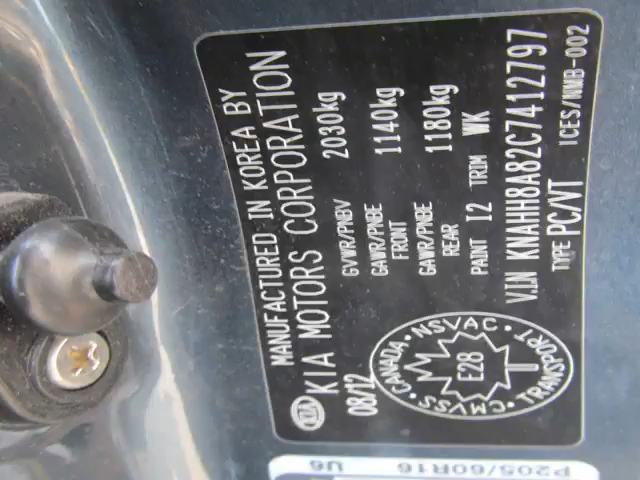 MANUFACTURED IN KOREA BY
KIA KIA MOTORS CORPORATION
08/12
GVWR/PNBV 2030kg
GAWR/PNBE FRONT 1140kg
GAWR/PNBE REAR 1180kg
PAINT I2 TRIM WK
VIN KNAHH8A82C7412797
TYPE PC/VT ICES/NMB-002
CANADA · NSVAC · TRANSPORT · CMVSS
E28
P205/60R16
U6